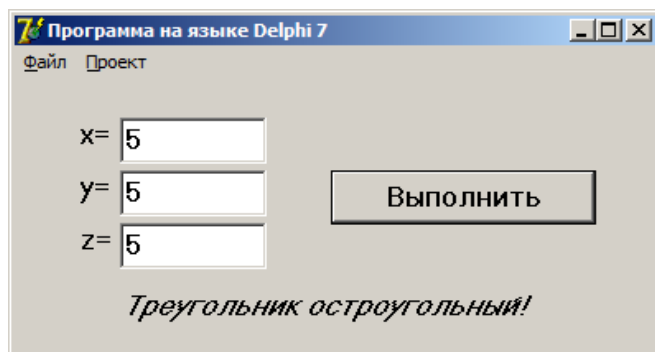 Программа на языке Delphi 7
Файл Проект
x= 5
y= 5
z= 5
Выполнить
Треугольник остроугольный!